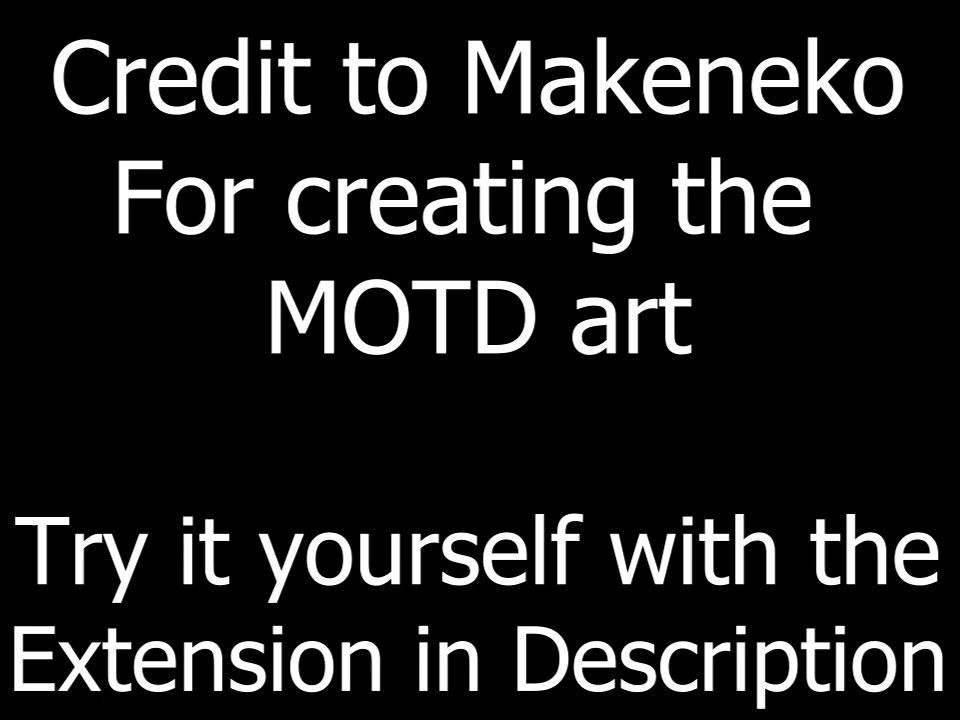 Credit to Makeneko
For creating the
MOTD art
Try it yourself with the
Extension in Description